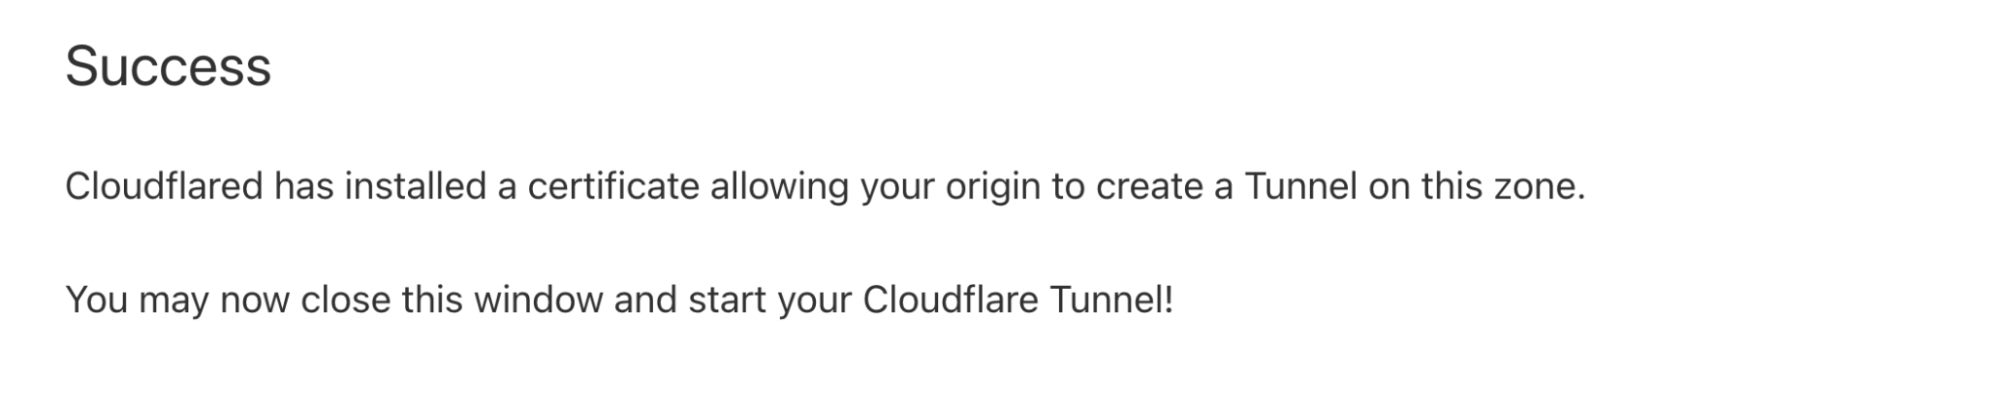 Success
Cloudflared has installed a certificate allowing your origin to create a Tunnel on this zone.
You may now close this window and start your Cloudflare Tunnel!